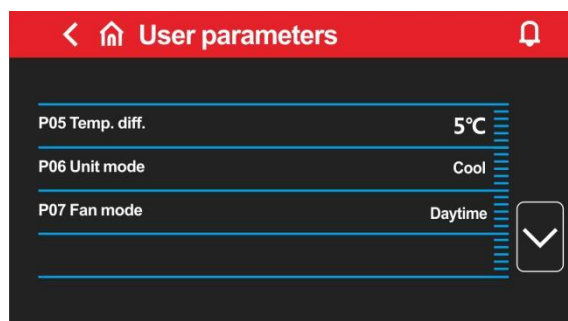 User parameters
P05 Temp. diff. 5°C
P06 Unit mode Cool
P07 Fan mode Daytime